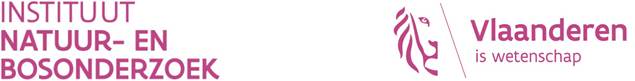 INSTITUUT
NATUUR- EN
BOSONDERZOEK
Vlaanderen
is wetenschap